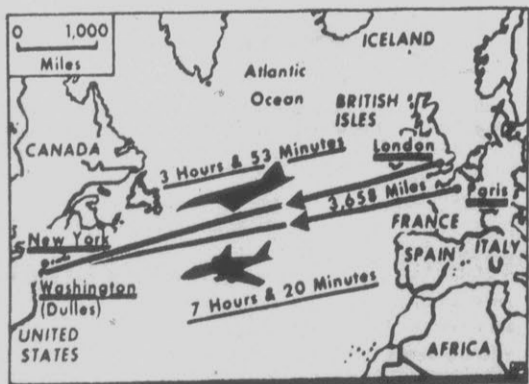 0 1,000
Miles
ICELAND
Atlantic
Ocean
BRITISH
ISLES
CANADA
3 Hours & 53 Minutes
London
3,658 Miles
Paris
New York
FRANCE
SPAIN
ITALY
Washington
(Dulles)
7 Hours & 20 Minutes
UNITED
STATES
AFRICA